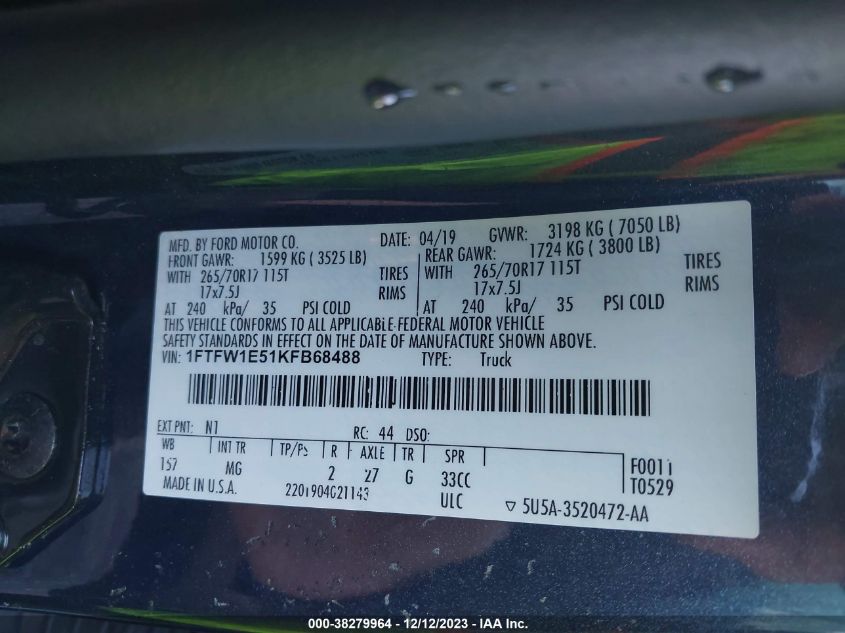 MFD. BY FORD MOTOR CO. DATE: 04/19 GVWR: 3198 KG ( 7050 LB)
FRONT GAWR: 1599 KG ( 3525 LB) REAR GAWR: 1724 KG ( 3800 LB)
WITH 265/70R17 115T TIRES WITH 265/70R17 115T TIRES
17x7.5J RIMS 17x7.5J RIMS
AT 240 kPa/ 35 PSI COLD AT 240 kPa/ 35 PSI COLD
THIS VEHICLE CONFORMS TO ALL APPLICABLE FEDERAL MOTOR VEHICLE
SAFETY STANDARDS IN EFFECT ON THE DATE OF MANUFACTURE SHOWN ABOVE.
VIN: 1FTFW1E51KFB68488 TYPE: Truck
EXT PNT: N1 RC: 44 DSO:
WB INT TR TP/PS R AXLE TR SPR
157 MG 2 27 G 33CC F0011
MADE IN U.S.A. ULC T0529
▽ 5U5A-3520472-AA
000-38279964 - 12/12/2023 - IAA Inc.